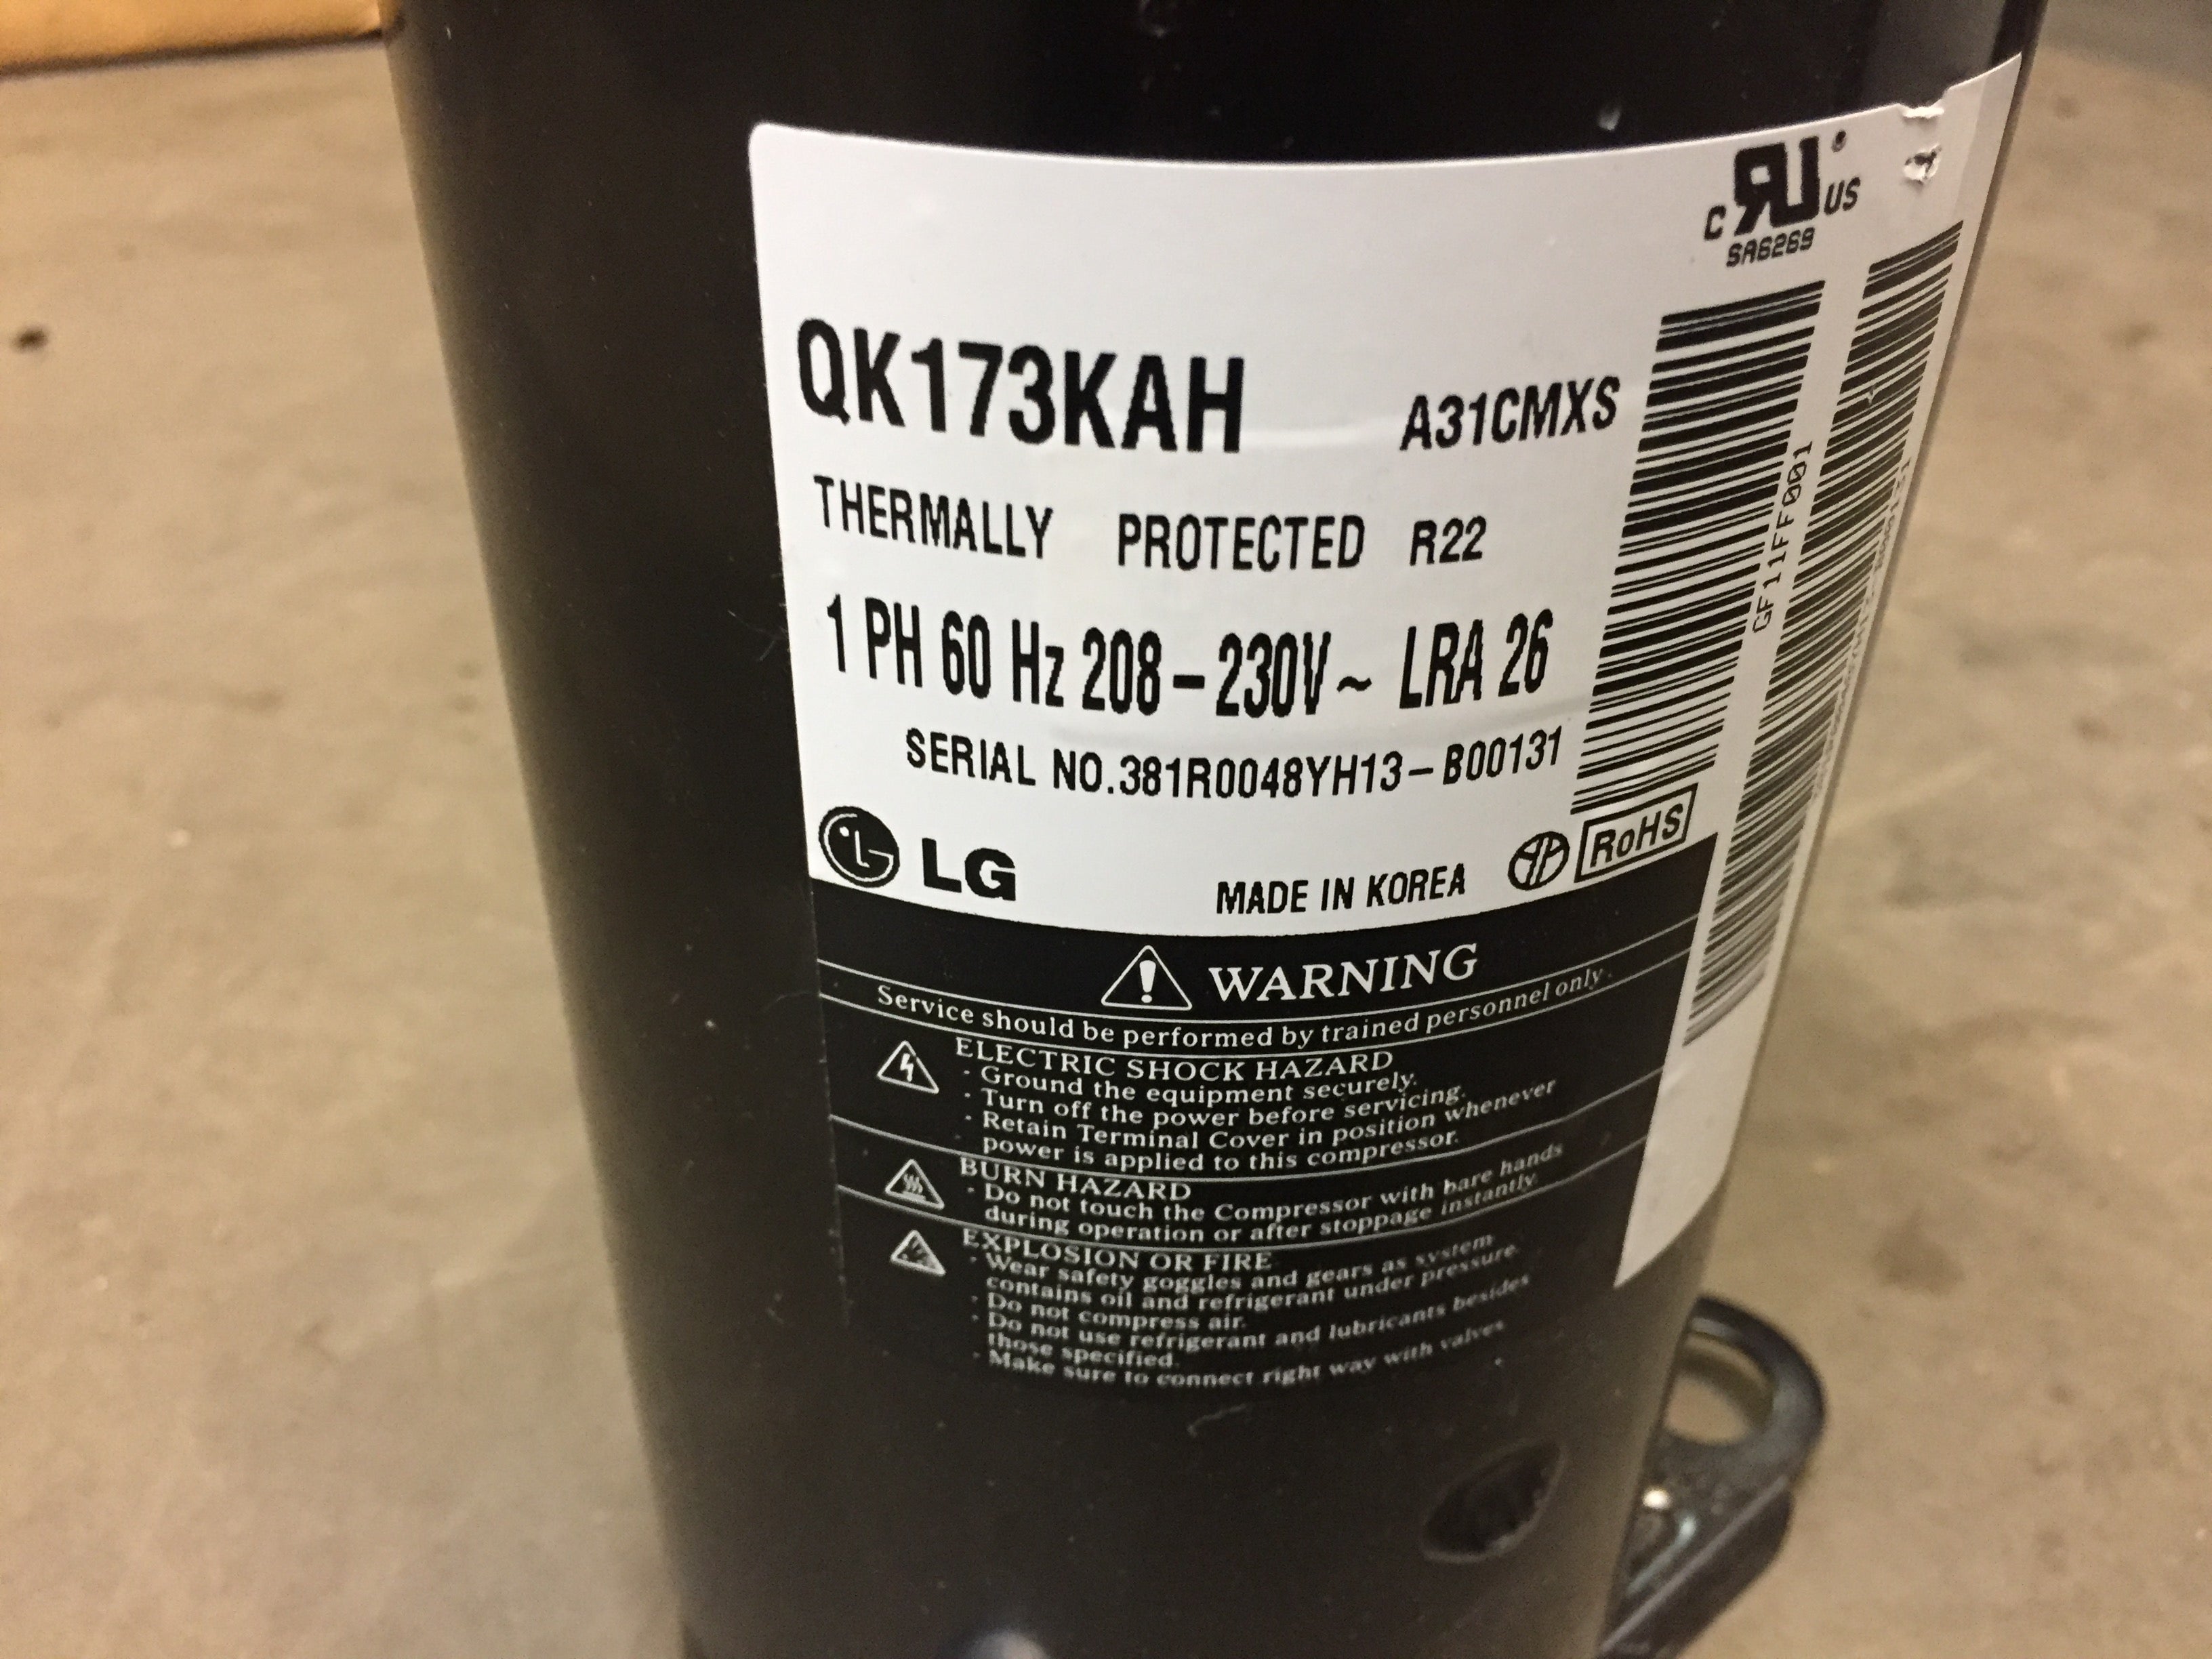 C RU US
SA6269
QK173KAH A31CMXS
THERMALLY PROTECTED R22
1 PH 60 Hz 208-230V~ LRA 26
SERIAL NO.381R0048YH13-B00131
GF11FF001
LG MADE IN KOREA RoHS
WARNING
Service should be performed by trained personnel only.
ELECTRIC SHOCK HAZARD
· Ground the equipment securely.
· Turn off the power before servicing.
· Retain Terminal Cover in position whenever
power is applied to this compressor.
BURN HAZARD
· Do not touch the Compressor with bare hands
during operation or after stoppage instantly.
EXPLOSION OR FIRE
· Wear safety goggles and gears as system
contains oil and refrigerant under pressure.
· Do not compress air.
· Do not use refrigerant and lubricants besides
those specified.
· Make sure to connect right way with valves